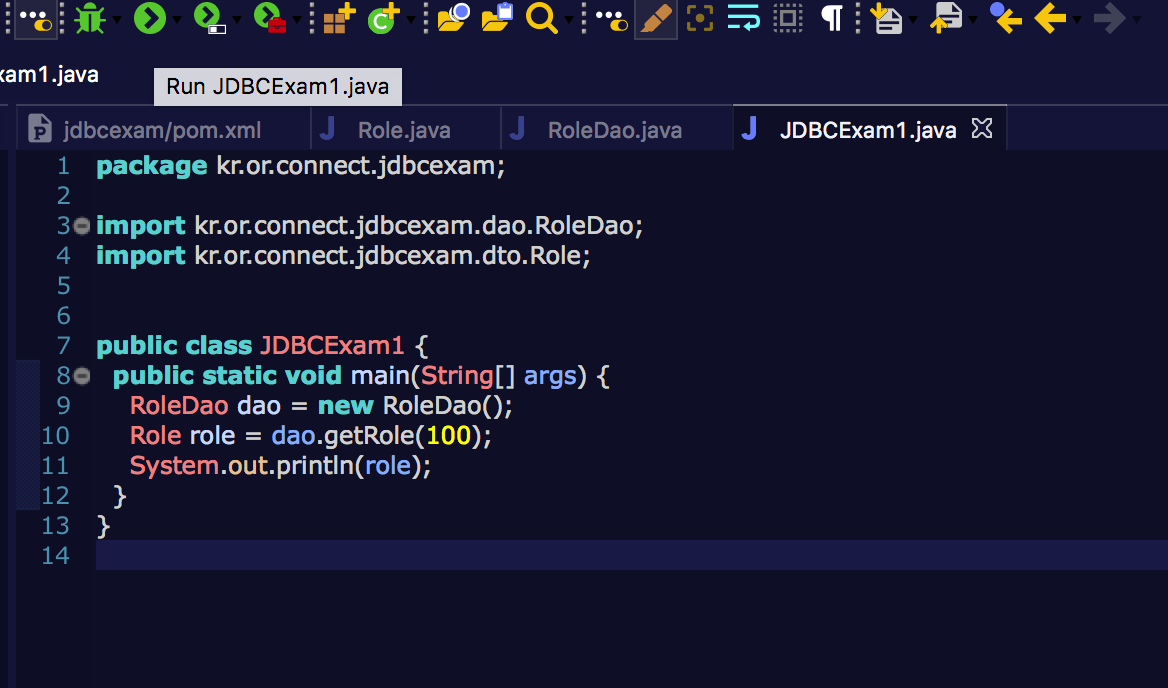 xam1.java
Run JDBCExam1.java
jdbcexam/pom.xml
Role.java
RoleDao.java
JDBCExam1.java
1 package kr.or.connect.jdbcexam;
2
3 import kr.or.connect.jdbcexam.dao.RoleDao;
4 import kr.or.connect.jdbcexam.dto.Role;
5
6
7 public class JDBCExam1 {
8 public static void main(String[] args) {
9 RoleDao dao = new RoleDao();
10 Role role = dao.getRole(100);
11 System.out.println(role);
12 }
13 }
14